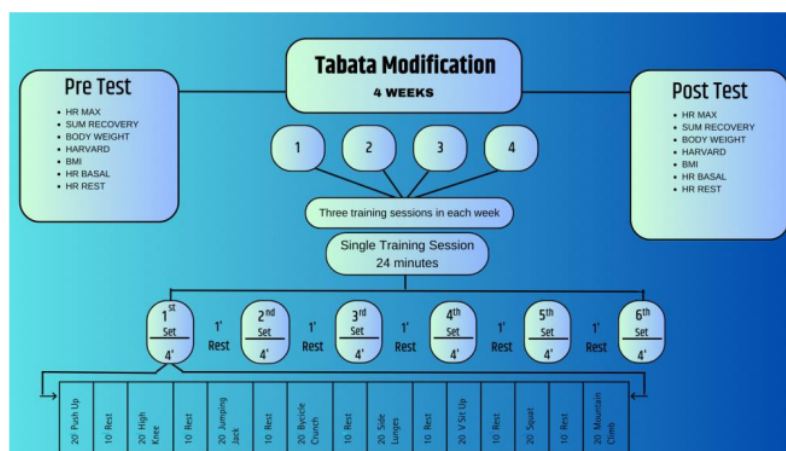 Tabata Modification
4 WEEKS
Pre Test
• HR MAX
• SUM RECOVERY
• BODY WEIGHT
• HARVARD
• BMI
• HR BASAL
• HR REST
Post Test
• HR MAX
• SUM RECOVERY
• BODY WEIGHT
• HARVARD
• BMI
• HR BASAL
• HR REST
1
2
3
4
Three training sessions in each week
Single Training Session
24 minutes
1st
Set
4'
1'
Rest
2nd
Set
4'
1'
Rest
3rd
Set
4'
1'
Rest
4th
Set
4'
1'
Rest
5th
Set
4'
1'
Rest
6th
Set
4'
20 Push Up
10 Rest
20 High
Knee
10 Rest
20 Jumping
Jack
10 Rest
20 Bycicle
Crunch
10 Rest
20 Side
Lunges
10 Rest
20 V Sit Up
10 Rest
20 Squat
10 Rest
20 Mountain
Climb